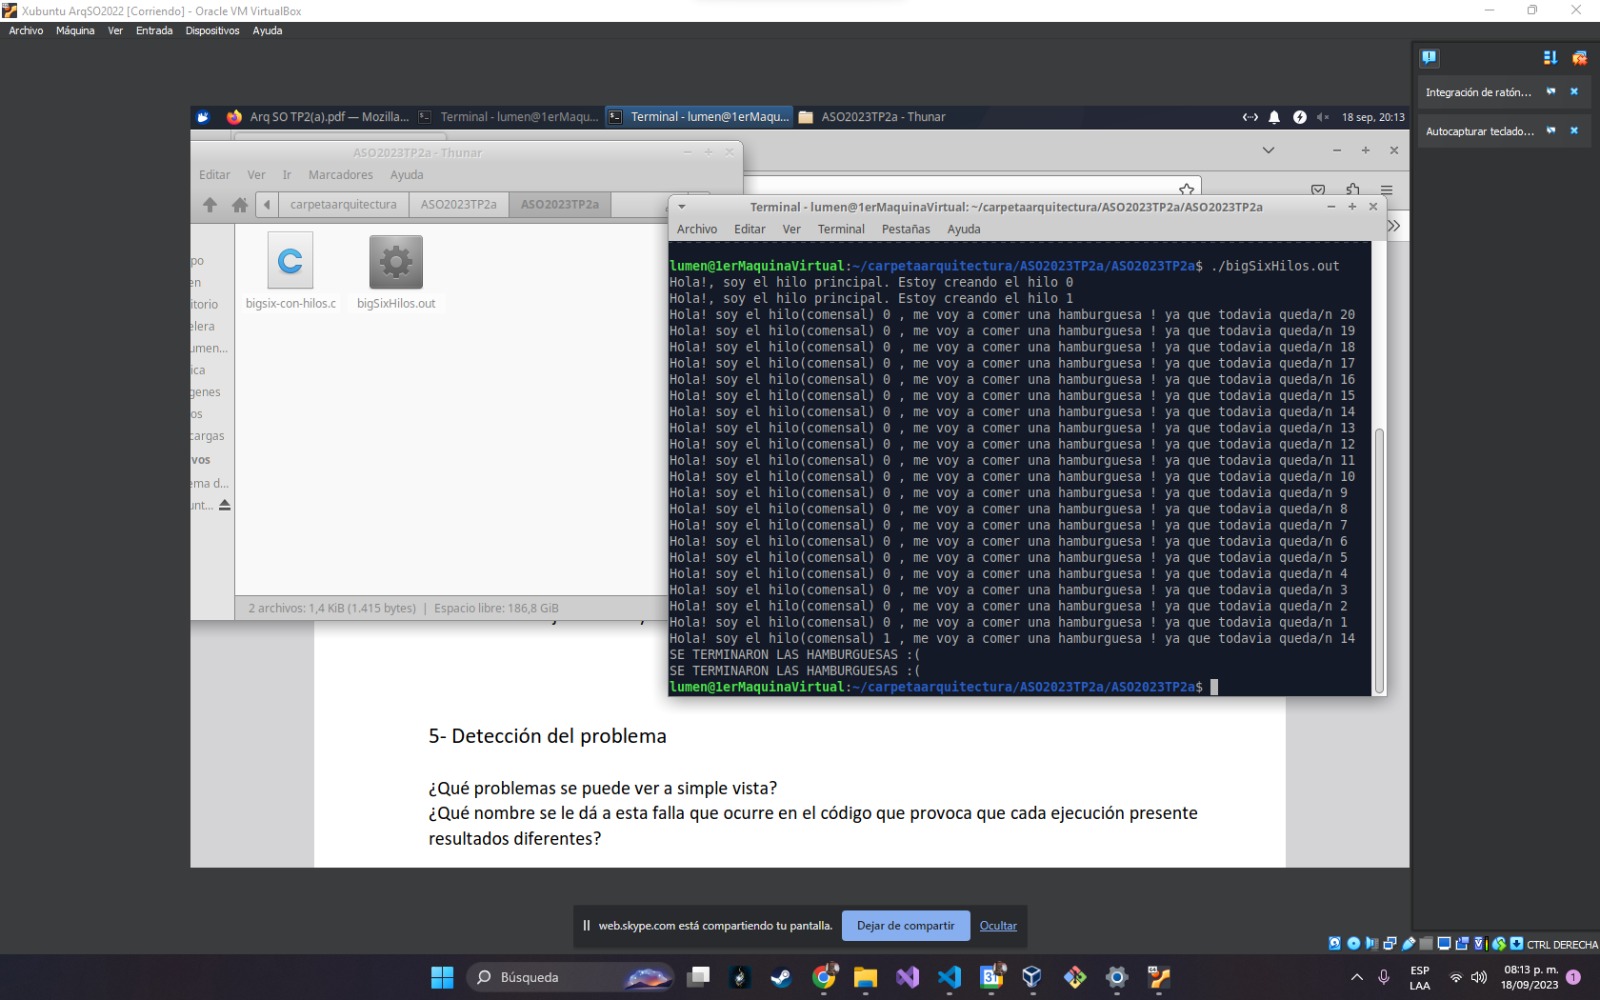 Xubuntu ArqSO2022 [Corriendo] - Oracle VM VirtualBox
Archivo Máquina Ver Entrada Dispositivos Ayuda
Integración de ratón...
Autocapturar teclado...
Arq SO TP2(a).pdf — Mozilla... Terminal - lumen@1erMaqu... Terminal - lumen@1erMaqu... ASO2023TP2a - Thunar 18 sep, 20:13
ASO2023TP2a - Thunar
Editar Ver Ir Marcadores Ayuda
carpetaarquitectura ASO2023TP2a ASO2023TP2a
po
en
itorio
elera
umen...
ica
genes
os
cargas
vos
ema d...
unt...
bigsix-con-hilos.c bigSixHilos.out
2 archivos: 1,4 KiB (1.415 bytes) | Espacio libre: 186,8 GiB
Terminal - lumen@1erMaquinaVirtual: ~/carpetaarquitectura/ASO2023TP2a/ASO2023TP2a
Archivo Editar Ver Terminal Pestañas Ayuda
lumen@1erMaquinaVirtual:~/carpetaarquitectura/ASO2023TP2a/ASO2023TP2a$ ./bigSixHilos.out
Hola!, soy el hilo principal. Estoy creando el hilo 0
Hola!, soy el hilo principal. Estoy creando el hilo 1
Hola! soy el hilo(comensal) 0 , me voy a comer una hamburguesa ! ya que todavia queda/n 20
Hola! soy el hilo(comensal) 0 , me voy a comer una hamburguesa ! ya que todavia queda/n 19
Hola! soy el hilo(comensal) 0 , me voy a comer una hamburguesa ! ya que todavia queda/n 18
Hola! soy el hilo(comensal) 0 , me voy a comer una hamburguesa ! ya que todavia queda/n 17
Hola! soy el hilo(comensal) 0 , me voy a comer una hamburguesa ! ya que todavia queda/n 16
Hola! soy el hilo(comensal) 0 , me voy a comer una hamburguesa ! ya que todavia queda/n 15
Hola! soy el hilo(comensal) 0 , me voy a comer una hamburguesa ! ya que todavia queda/n 14
Hola! soy el hilo(comensal) 0 , me voy a comer una hamburguesa ! ya que todavia queda/n 13
Hola! soy el hilo(comensal) 0 , me voy a comer una hamburguesa ! ya que todavia queda/n 12
Hola! soy el hilo(comensal) 0 , me voy a comer una hamburguesa ! ya que todavia queda/n 11
Hola! soy el hilo(comensal) 0 , me voy a comer una hamburguesa ! ya que todavia queda/n 10
Hola! soy el hilo(comensal) 0 , me voy a comer una hamburguesa ! ya que todavia queda/n 9
Hola! soy el hilo(comensal) 0 , me voy a comer una hamburguesa ! ya que todavia queda/n 8
Hola! soy el hilo(comensal) 0 , me voy a comer una hamburguesa ! ya que todavia queda/n 7
Hola! soy el hilo(comensal) 0 , me voy a comer una hamburguesa ! ya que todavia queda/n 6
Hola! soy el hilo(comensal) 0 , me voy a comer una hamburguesa ! ya que todavia queda/n 5
Hola! soy el hilo(comensal) 0 , me voy a comer una hamburguesa ! ya que todavia queda/n 4
Hola! soy el hilo(comensal) 0 , me voy a comer una hamburguesa ! ya que todavia queda/n 3
Hola! soy el hilo(comensal) 0 , me voy a comer una hamburguesa ! ya que todavia queda/n 2
Hola! soy el hilo(comensal) 0 , me voy a comer una hamburguesa ! ya que todavia queda/n 1
Hola! soy el hilo(comensal) 1 , me voy a comer una hamburguesa ! ya que todavia queda/n 14
SE TERMINARON LAS HAMBURGUESAS :(
SE TERMINARON LAS HAMBURGUESAS :(
lumen@1erMaquinaVirtual:~/carpetaarquitectura/ASO2023TP2a/ASO2023TP2a$
5- Detección del problema
¿Qué problemas se puede ver a simple vista?
¿Qué nombre se le dá a esta falla que ocurre en el código que provoca que cada ejecución presente
resultados diferentes?
web.skype.com está compartiendo tu pantalla. Dejar de compartir Ocultar
CTRL DERECHA
Búsqueda
ESP
LAA
08:13 p. m.
18/09/2023
1